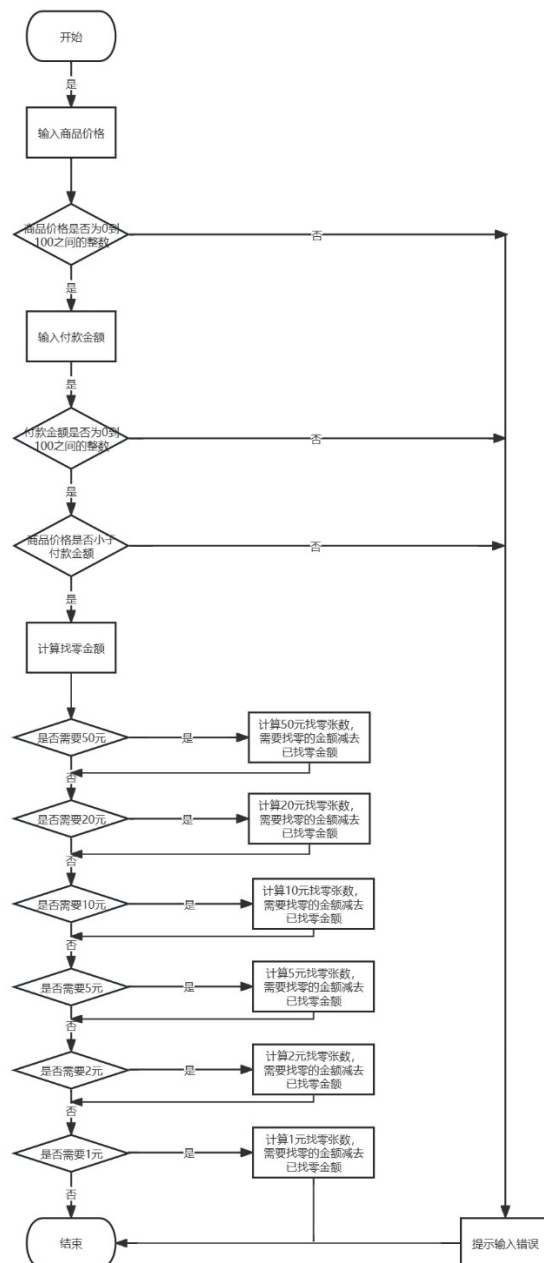 开始
是
输入商品价格
商品价格是否为0到
100之间的整数
否
是
输入付款金额
是
付款金额是否为0到
100之间的整数
否
是
商品价格是否小于
付款金额
否
是
计算找零金额
是否需要50元
是
计算50元找零张数,
需要找零的金额减去
已找零金额
否
是否需要20元
是
计算20元找零张数,
需要找零的金额减去
已找零金额
否
是否需要10元
是
计算10元找零张数,
需要找零的金额减去
已找零金额
否
是否需要5元
是
计算5元找零张数,
需要找零的金额减去
已找零金额
否
是否需要2元
是
计算2元找零张数,
需要找零的金额减去
已找零金额
否
是否需要1元
是
计算1元找零张数,
需要找零的金额减去
已找零金额
否
结束
提示输入错误